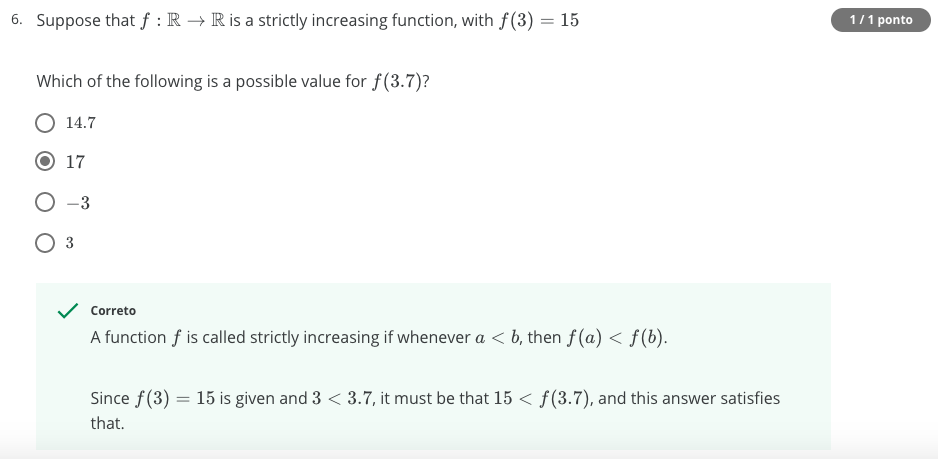 6. Suppose that f : ℝ → ℝ is a strictly increasing function, with f(3) = 15
1 / 1 ponto
Which of the following is a possible value for f(3.7)?
14.7
17
−3
3
Correto
A function f is called strictly increasing if whenever a < b, then f(a) < f(b).
Since f(3) = 15 is given and 3 < 3.7, it must be that 15 < f(3.7), and this answer satisfies
that.